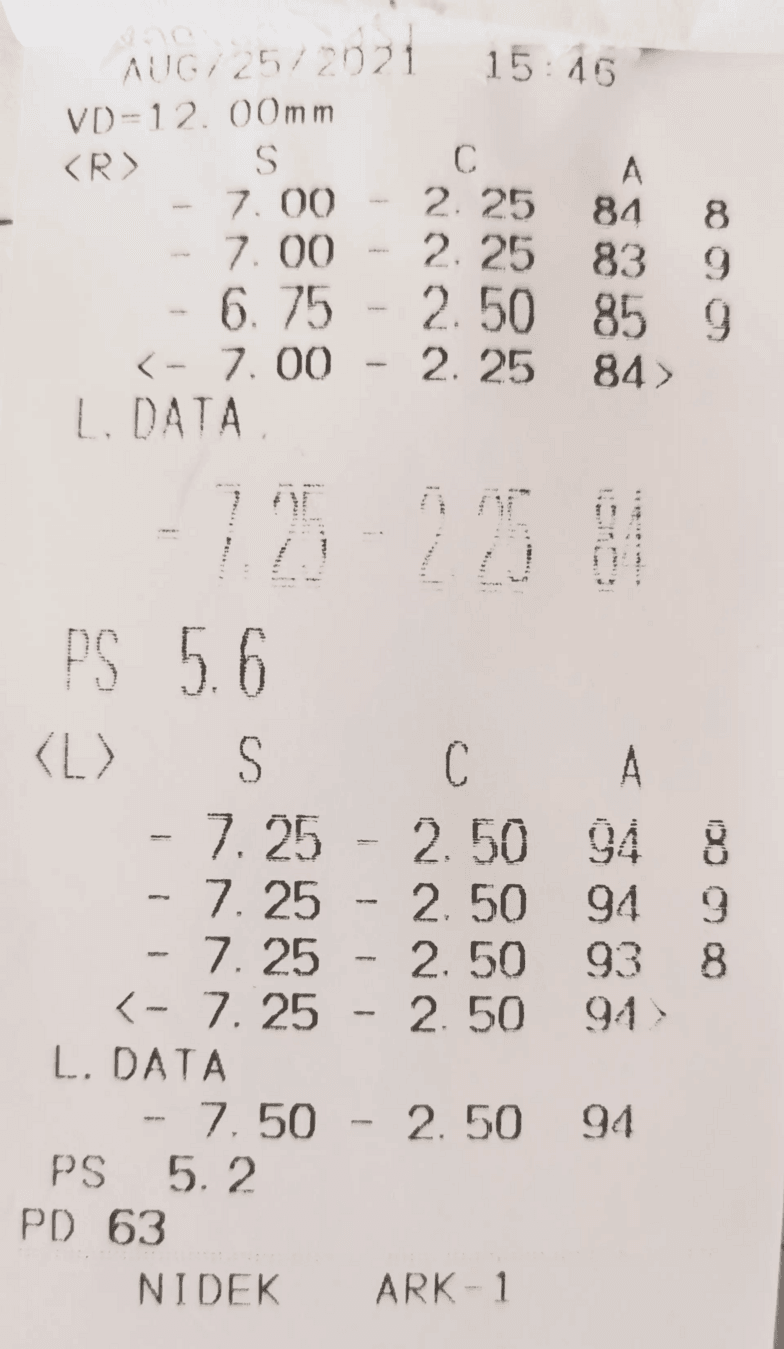 AUG/25/2021 15:46
VD=12.00mm
<R> S C A
- 7.00 - 2.25 84 8
- 7.00 - 2.25 83 9
- 6.75 - 2.50 85 9
<- 7.00 - 2.25 84>
L.DATA
- 7.25 - 2.25 84
PS 5.6
<L> S C A
- 7.25 - 2.50 94 8
- 7.25 - 2.50 94 9
- 7.25 - 2.50 93 8
<- 7.25 - 2.50 94>
L.DATA
- 7.50 - 2.50 94
PS 5.2
PD 63
NIDEK ARK-1